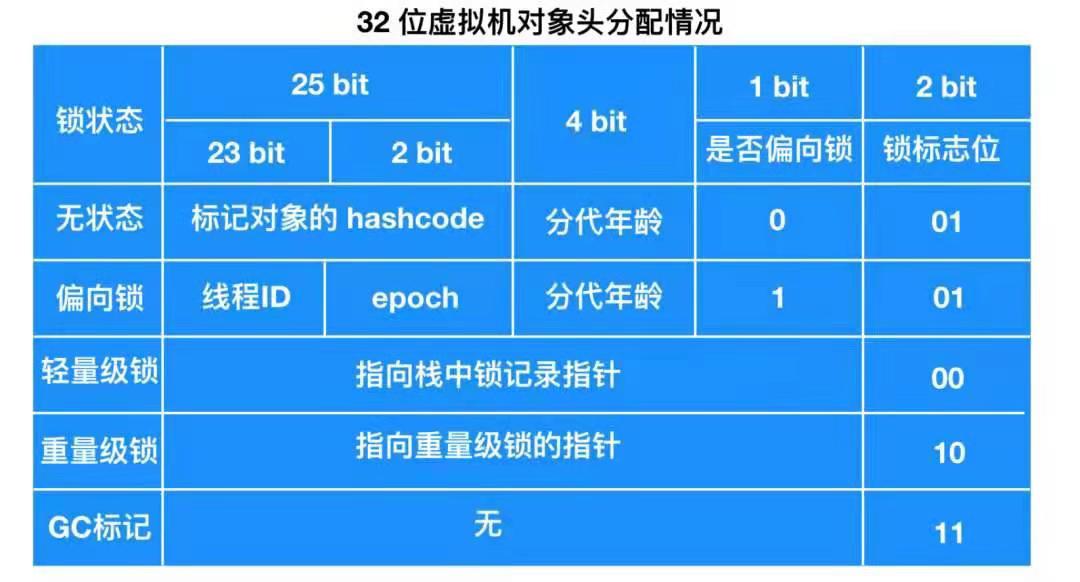 32 位虚拟机对象头分配情况
锁状态 25 bit 4 bit 1 bit 2 bit
23 bit 2 bit 是否偏向锁 锁标志位
无状态 标记对象的 hashcode 分代年龄 0 01
偏向锁 线程ID epoch 分代年龄 1 01
轻量级锁 指向栈中锁记录指针 00
重量级锁 指向重量级锁的指针 10
GC标记 无 11